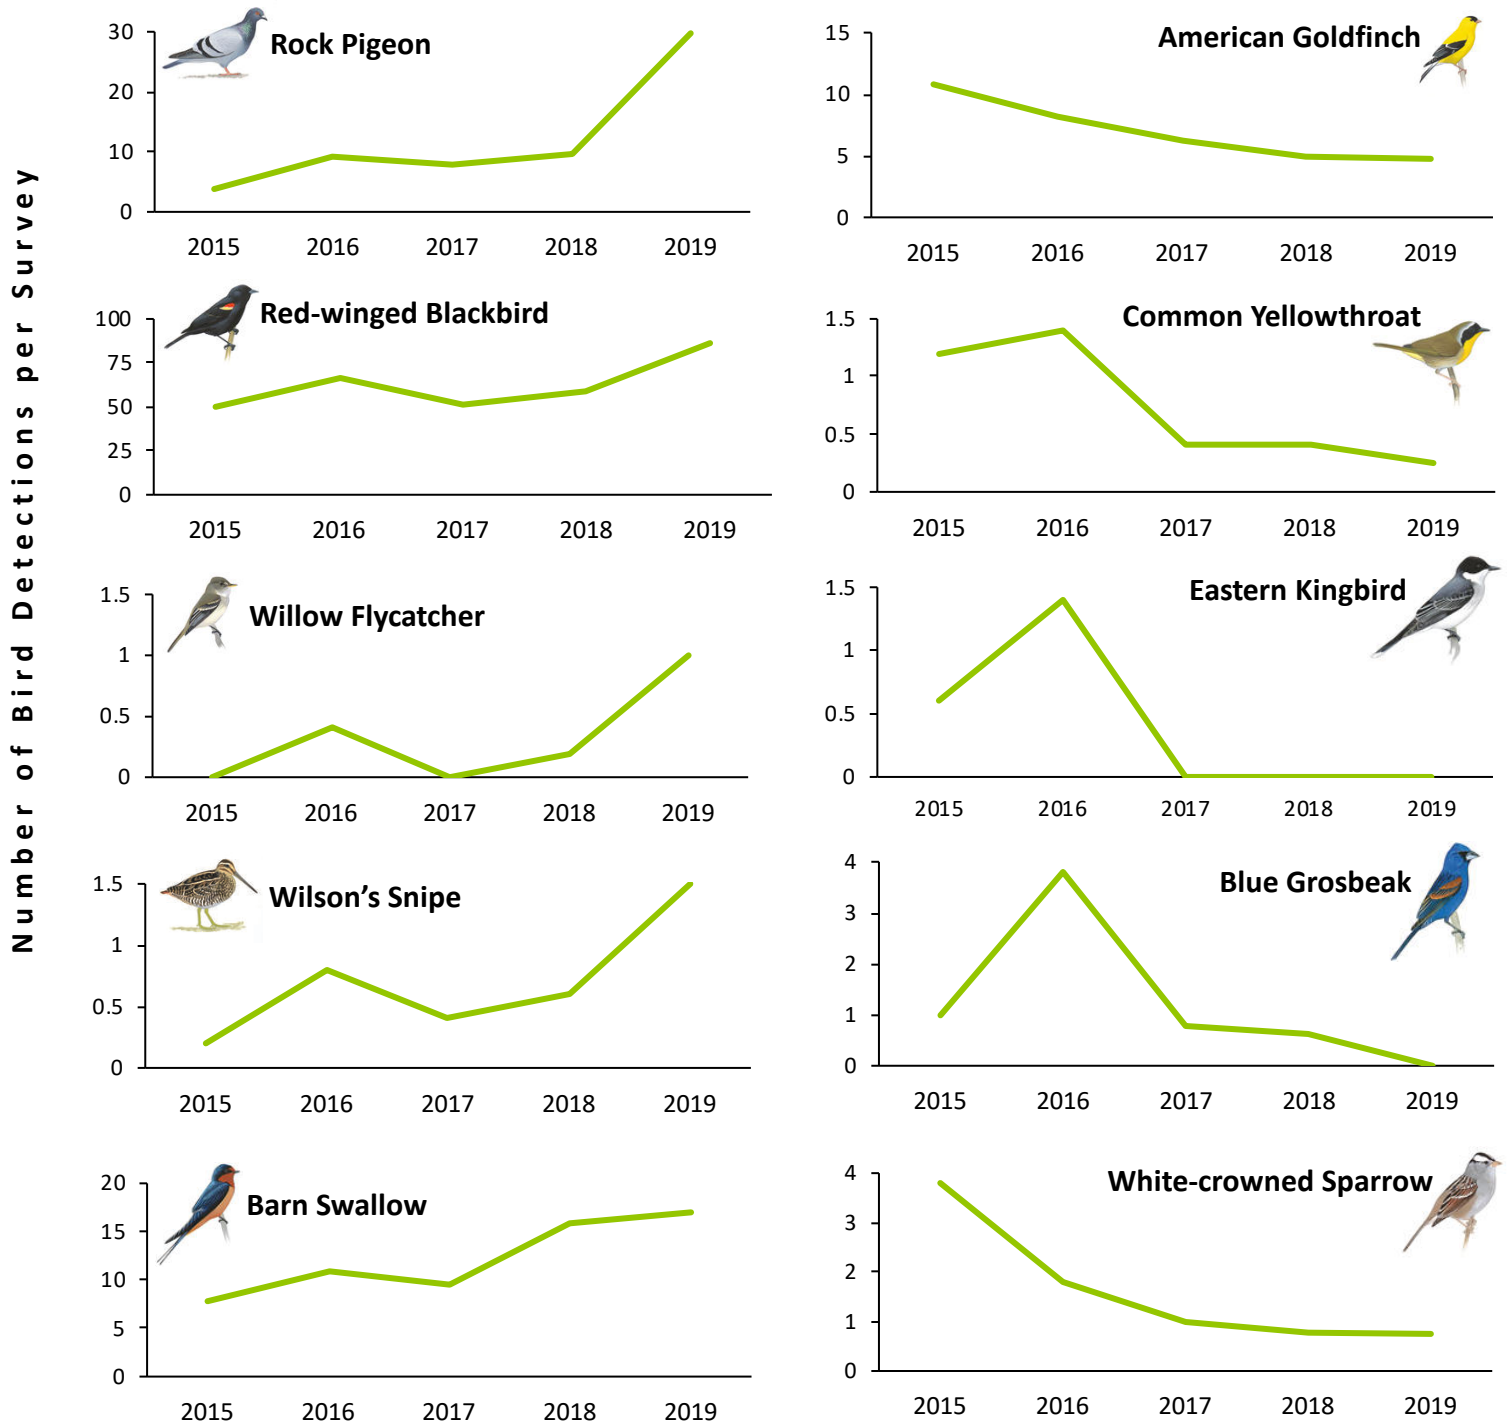 Number of Bird Detections per Survey
Rock Pigeon
30
20
10
0
2015 2016 2017 2018 2019
American Goldfinch
15
10
5
0
2015 2016 2017 2018 2019
Red-winged Blackbird
100
75
50
25
0
2015 2016 2017 2018 2019
Common Yellowthroat
1.5
1
0.5
0
2015 2016 2017 2018 2019
Willow Flycatcher
1.5
1
0.5
0
2015 2016 2017 2018 2019
Eastern Kingbird
1.5
1
0.5
0
2015 2016 2017 2018 2019
Wilson’s Snipe
1.5
1
0.5
0
2015 2016 2017 2018 2019
Blue Grosbeak
4
3
2
1
0
2015 2016 2017 2018 2019
Barn Swallow
20
15
10
5
0
2015 2016 2017 2018 2019
White-crowned Sparrow
4
3
2
1
0
2015 2016 2017 2018 2019